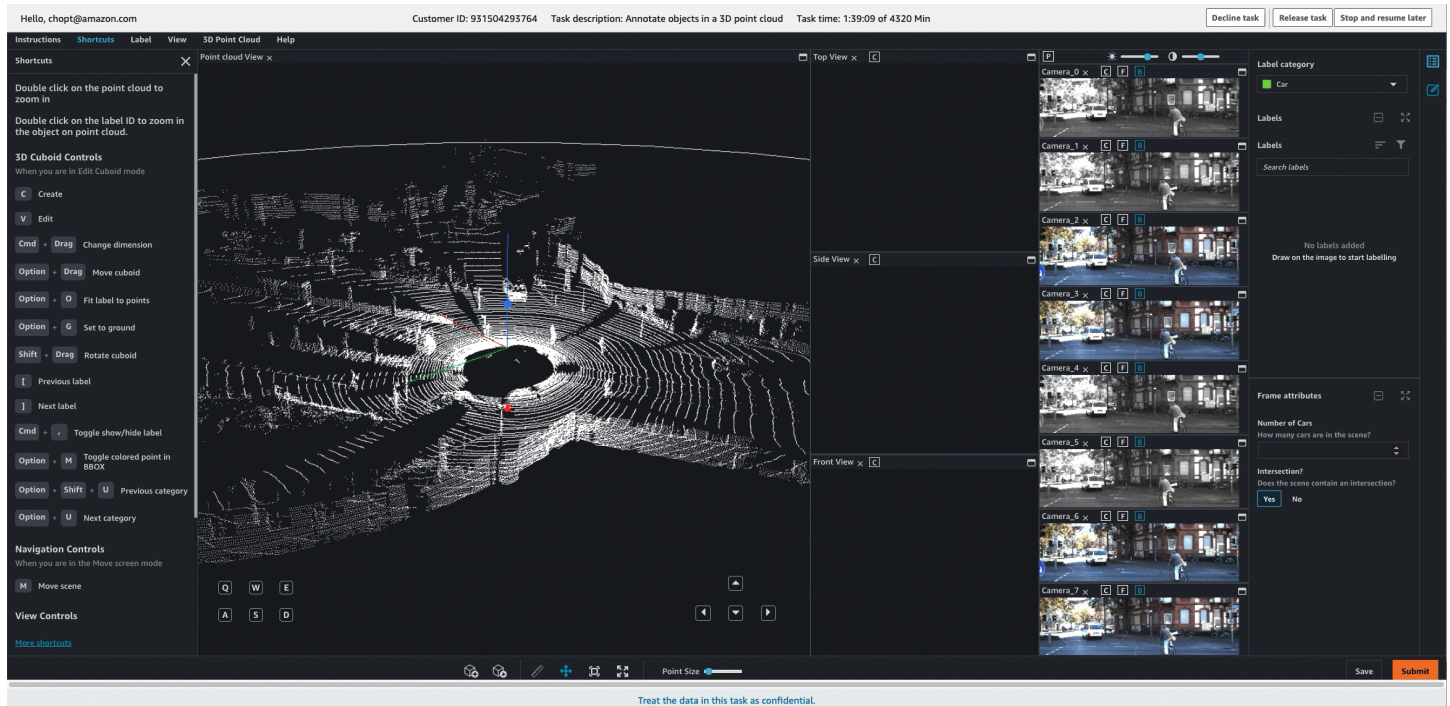 Hello, chopt@amazon.com
Customer ID: 931504293764 Task description: Annotate objects in a 3D point cloud Task time: 1:39:09 of 4320 Min
Decline task Release task Stop and resume later
Instructions Shortcuts Label View 3D Point Cloud Help
Shortcuts
Double click on the point cloud to
zoom in
Double click on the label ID to zoom in
the object on point cloud.
3D Cuboid Controls
When you are in Edit Cuboid mode
C Create
V Edit
Cmd + Drag Change dimension
Option + Drag Move cuboid
Option + O Fit label to points
Option + G Set to ground
Shift + Drag Rotate cuboid
[ Previous label
] Next label
Cmd + , Toggle show/hide label
Option + M Toggle colored point in
BBOX
Option + Shift + U Previous category
Option + U Next category
Navigation Controls
When you are in the Move screen mode
M Move scene
View Controls
More shortcuts
Point cloud View
Q W E
A S D
Top View C
Side View C
Front View C
P
Camera_0 C F B
Camera_1 C F B
Camera_2 C F B
Camera_3 C F B
Camera_4 C F B
Camera_5 C F B
Camera_6 C F B
Camera_7 C F B
Label category
Car
Labels
Labels
Search labels
No labels added
Draw on the image to start labelling
Frame attributes
Number of Cars
How many cars are in the scene?
Intersection?
Does the scene contain an intersection?
Yes No
Point Size
Save Submit
Treat the data in this task as confidential.